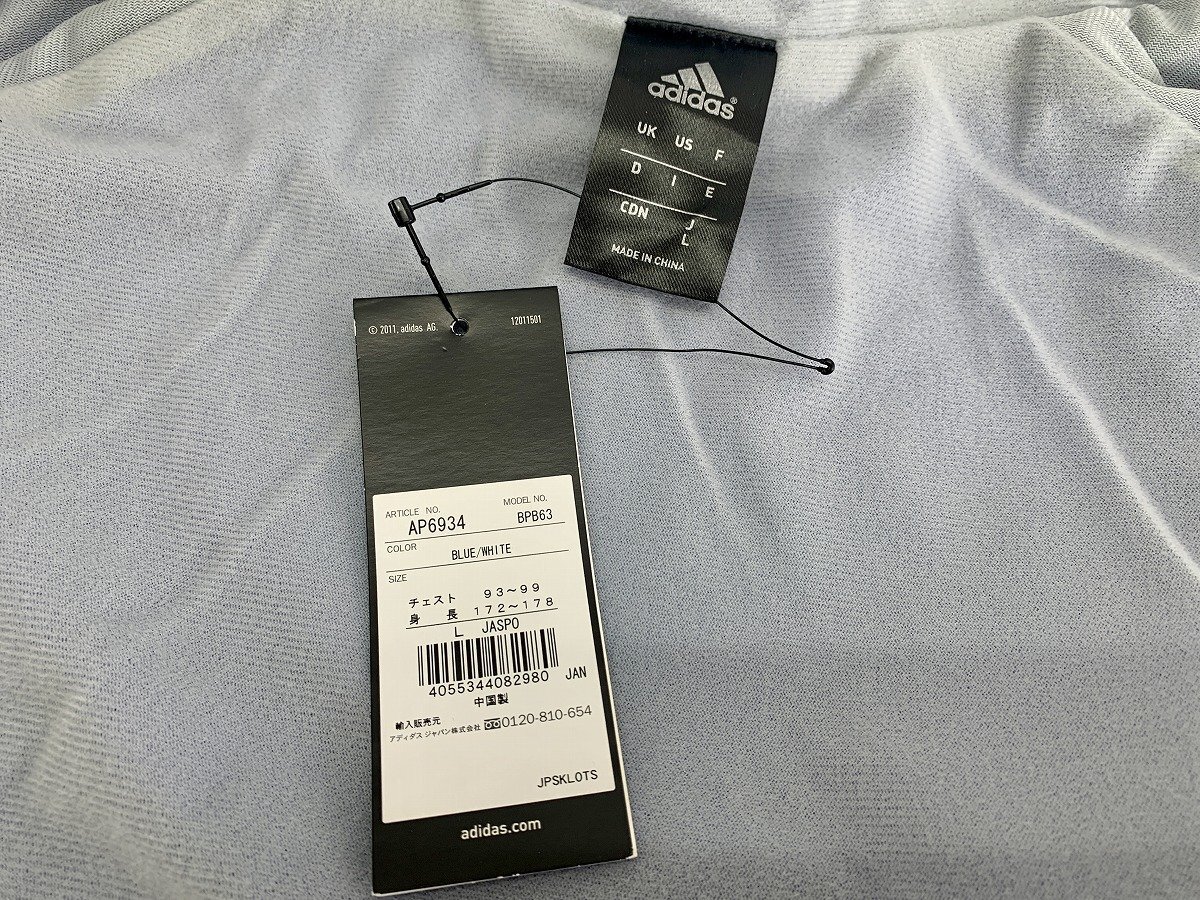 adidas®
UK US F
D I E
CDN J
L
MADE IN CHINA
© 2011, adidas AG. 12011501
ARTICLE NO. MODEL NO.
AP6934 BPB63
COLOR
BLUE/WHITE
SIZE
チェスト 93～99
身 長 172～178
L JASPO
4055344082980 JAN
中国製
輸入販売元
アディダス ジャパン株式会社 0120-810-654
JPSKLOTS
adidas.com